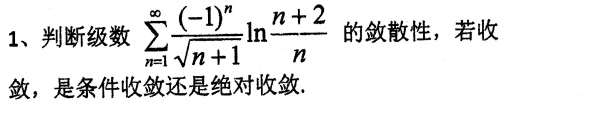 1、判断级数 $\sum_{n=1}^{\infty} \frac{(-1)^n}{\sqrt{n+1}} \ln \frac{n+2}{n}$ 的敛散性，若收
敛，是条件收敛还是绝对收敛.